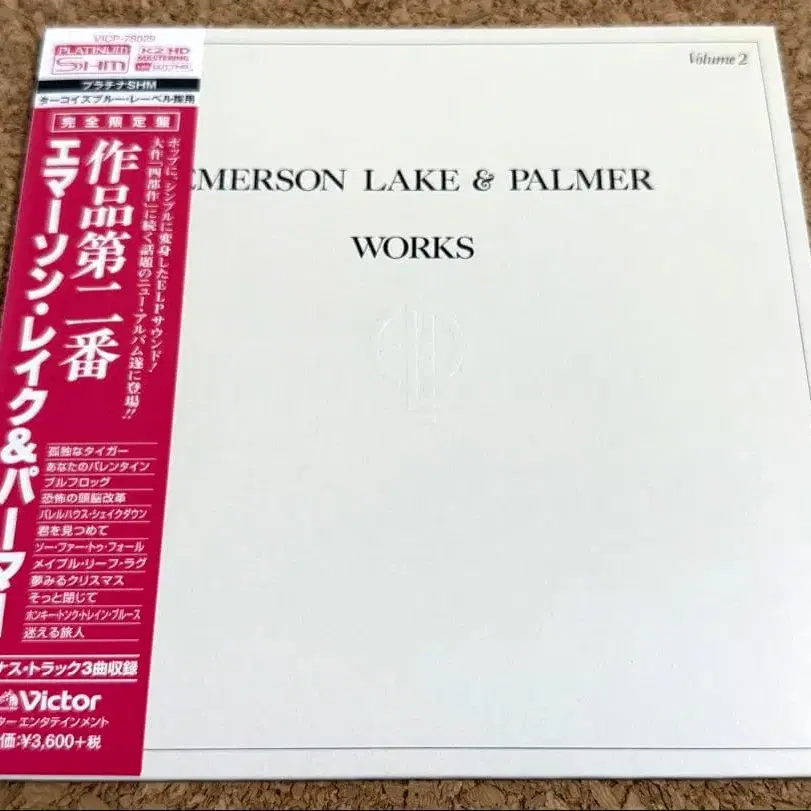 VICP-78029
PLATINUM
SHM
K2 HD
MASTERING
プラチナSHM
ターコイズブルー・レーベル採用
完全限定盤
ポップに、シンプルに変身したELPサウンド!
大作「四部作」に続く話題のニュー・アルバム遂に登場!!
作品第二番
エマーソン・レイク&パーマー
孤独なタイガー
あなたのバレンタイン
ブルフロッグ
恐怖の頭脳改革
バレルハウス・シェイクダウン
君を見つめて
ソー・ファー・トゥ・フォール
メイプル・リーフ・ラグ
夢みるクリスマス
そっと閉じて
ホンキー・トンク・トレイン・ブルース
迷える旅人
ナス・トラック3曲収録
Victor
ター エンタテインメント
価:¥3,600+税
Volume 2
EMERSON LAKE & PALMER
WORKS